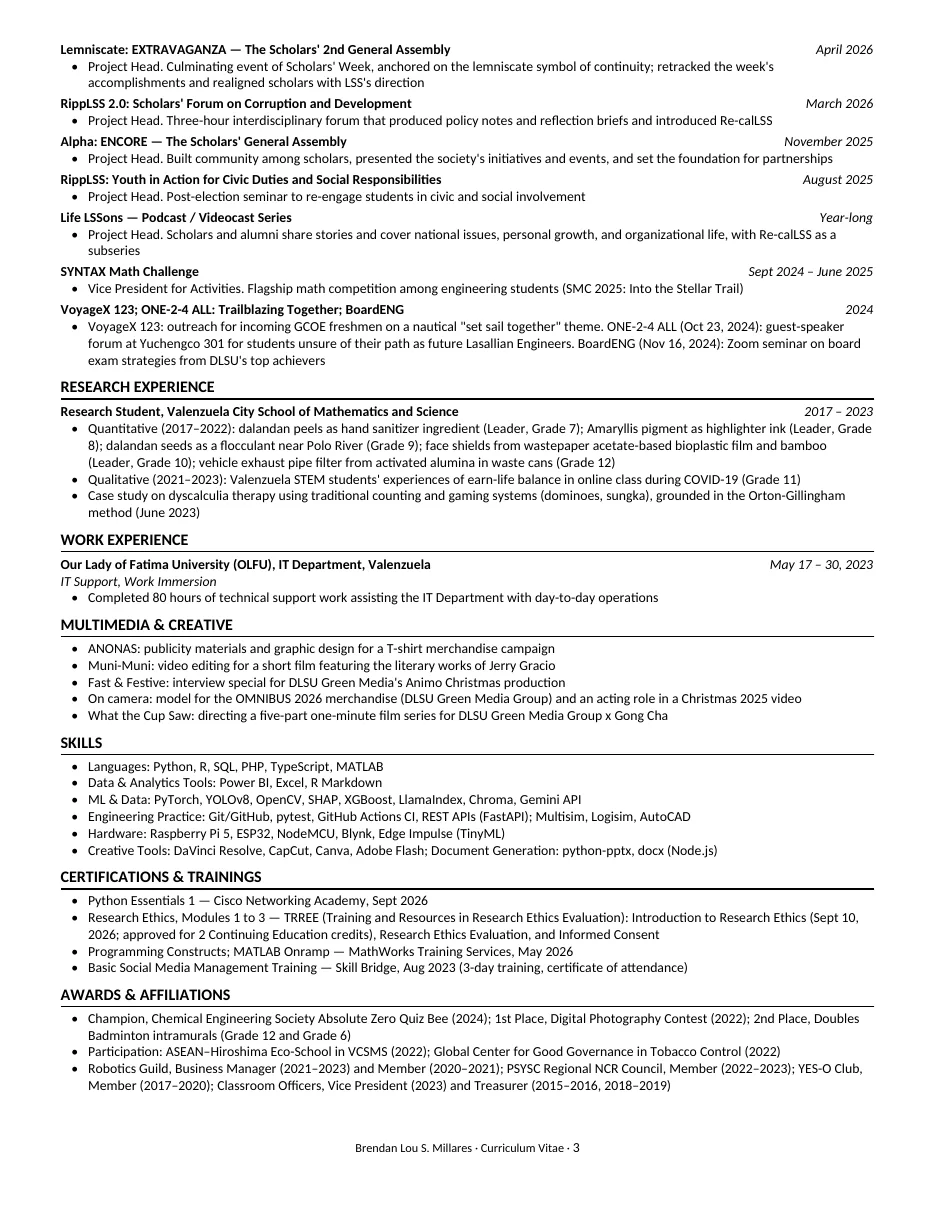 Lemniscate: EXTRAVAGANZA — The Scholars' 2nd General Assembly April 2026
• Project Head. Culminating event of Scholars' Week, anchored on the lemniscate symbol of continuity; retracked the week's
accomplishments and realigned scholars with LSS's direction
RippLSS 2.0: Scholars' Forum on Corruption and Development March 2026
• Project Head. Three-hour interdisciplinary forum that produced policy notes and reflection briefs and introduced Re-calLSS
Alpha: ENCORE — The Scholars' General Assembly November 2025
• Project Head. Built community among scholars, presented the society's initiatives and events, and set the foundation for partnerships
RippLSS: Youth in Action for Civic Duties and Social Responsibilities August 2025
• Project Head. Post-election seminar to re-engage students in civic and social involvement
Life LSSons — Podcast / Videocast Series Year-long
• Project Head. Scholars and alumni share stories and cover national issues, personal growth, and organizational life, with Re-calLSS as a
subseries
SYNTAX Math Challenge Sept 2024 – June 2025
• Vice President for Activities. Flagship math competition among engineering students (SMC 2025: Into the Stellar Trail)
VoyageX 123; ONE-2-4 ALL: Trailblazing Together; BoardENG 2024
• VoyageX 123: outreach for incoming GCOE freshmen on a nautical "set sail together" theme. ONE-2-4 ALL (Oct 23, 2024): guest-speaker
forum at Yuchengco 301 for students unsure of their path as future Lasallian Engineers. BoardENG (Nov 16, 2024): Zoom seminar on board
exam strategies from DLSU's top achievers
RESEARCH EXPERIENCE
Research Student, Valenzuela City School of Mathematics and Science 2017 – 2023
• Quantitative (2017–2022): dalandan peels as hand sanitizer ingredient (Leader, Grade 7); Amaryllis pigment as highlighter ink (Leader, Grade
8); dalandan seeds as a flocculant near Polo River (Grade 9); face shields from wastepaper acetate-based bioplastic film and bamboo
(Leader, Grade 10); vehicle exhaust pipe filter from activated alumina in waste cans (Grade 12)
• Qualitative (2021–2023): Valenzuela STEM students' experiences of earn-life balance in online class during COVID-19 (Grade 11)
• Case study on dyscalculia therapy using traditional counting and gaming systems (dominoes, sungka), grounded in the Orton-Gillingham
method (June 2023)
WORK EXPERIENCE
Our Lady of Fatima University (OLFU), IT Department, Valenzuela May 17 – 30, 2023
IT Support, Work Immersion
• Completed 80 hours of technical support work assisting the IT Department with day-to-day operations
MULTIMEDIA & CREATIVE
• ANONAS: publicity materials and graphic design for a T-shirt merchandise campaign
• Muni-Muni: video editing for a short film featuring the literary works of Jerry Gracio
• Fast & Festive: interview special for DLSU Green Media's Animo Christmas production
• On camera: model for the OMNIBUS 2026 merchandise (DLSU Green Media Group) and an acting role in a Christmas 2025 video
• What the Cup Saw: directing a five-part one-minute film series for DLSU Green Media Group x Gong Cha
SKILLS
• Languages: Python, R, SQL, PHP, TypeScript, MATLAB
• Data & Analytics Tools: Power BI, Excel, R Markdown
• ML & Data: PyTorch, YOLOv8, OpenCV, SHAP, XGBoost, LlamaIndex, Chroma, Gemini API
• Engineering Practice: Git/GitHub, pytest, GitHub Actions CI, REST APIs (FastAPI); Multisim, Logisim, AutoCAD
• Hardware: Raspberry Pi 5, ESP32, NodeMCU, Blynk, Edge Impulse (TinyML)
• Creative Tools: DaVinci Resolve, CapCut, Canva, Adobe Flash; Document Generation: python-pptx, docx (Node.js)
CERTIFICATIONS & TRAININGS
• Python Essentials 1 — Cisco Networking Academy, Sept 2026
• Research Ethics, Modules 1 to 3 — TRREE (Training and Resources in Research Ethics Evaluation): Introduction to Research Ethics (Sept 10,
2026; approved for 2 Continuing Education credits), Research Ethics Evaluation, and Informed Consent
• Programming Constructs; MATLAB Onramp — MathWorks Training Services, May 2026
• Basic Social Media Management Training — Skill Bridge, Aug 2023 (3-day training, certificate of attendance)
AWARDS & AFFILIATIONS
• Champion, Chemical Engineering Society Absolute Zero Quiz Bee (2024); 1st Place, Digital Photography Contest (2022); 2nd Place, Doubles
Badminton intramurals (Grade 12 and Grade 6)
• Participation: ASEAN–Hiroshima Eco-School in VCSMS (2022); Global Center for Good Governance in Tobacco Control (2022)
• Robotics Guild, Business Manager (2021–2023) and Member (2020–2021); PSYSC Regional NCR Council, Member (2022–2023); YES-O Club,
Member (2017–2020); Classroom Officers, Vice President (2023) and Treasurer (2015–2016, 2018–2019)
Brendan Lou S. Millares · Curriculum Vitae · 3